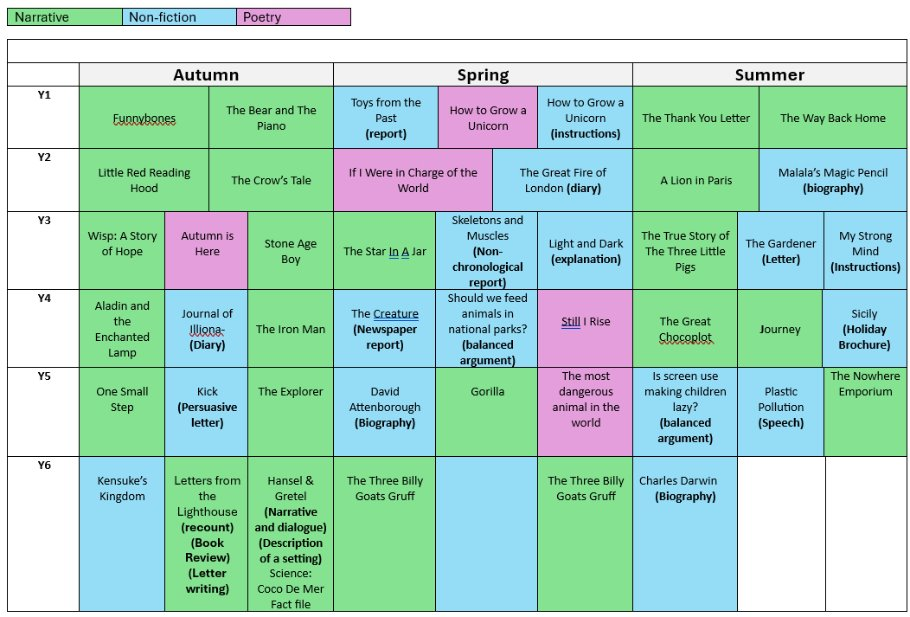 Narrative
Non-fiction
Poetry
Autumn
Spring
Summer
Y1
Funnybones
The Bear and The
Piano
Toys from the
Past
(report)
How to Grow a
Unicorn
How to Grow a
Unicorn
(instructions)
The Thank You Letter
The Way Back Home
Y2
Little Red Reading
Hood
The Crow's Tale
If I Were in Charge of the
World
The Great Fire of
London (diary)
A Lion in Paris
Malala's Magic Pencil
(biography)
Y3
Wisp: A Story
of Hope
Autumn is
Here
Stone Age
Boy
The Star In A Jar
Skeletons and
Muscles
(Non-
chronological
report)
Light and Dark
(explanation)
The True Story of
The Three Little
Pigs
The Gardener
(Letter)
My Strong
Mind
(Instructions)
Y4
Aladin and
the
Enchanted
Lamp
Journal of
Illiona-
(Diary)
The Iron Man
The Creature
(Newspaper
report)
Should we feed
animals in
national parks?
(balanced
argument)
Still I Rise
The Great
Chocoplot
Journey
Sicily
(Holiday
Brochure)
Y5
One Small
Step
Kick
(Persuasive
letter)
The Explorer
David
Attenborough
(Biography)
Gorilla
The most
dangerous
animal in the
world
Is screen use
making children
lazy?
(balanced
argument)
Plastic
Pollution
(Speech)
The Nowhere
Emporium
Y6
Kensuke's
Kingdom
Letters from
the
Lighthouse
(recount)
(Book
Review)
(Letter
writing)
Hansel &
Gretel
(Narrative
and dialogue)
(Description
of a setting)
Science:
Coco De Mer
Fact file
The Three Billy
Goats Gruff
The Three Billy
Goats Gruff
Charles Darwin
(Biography)